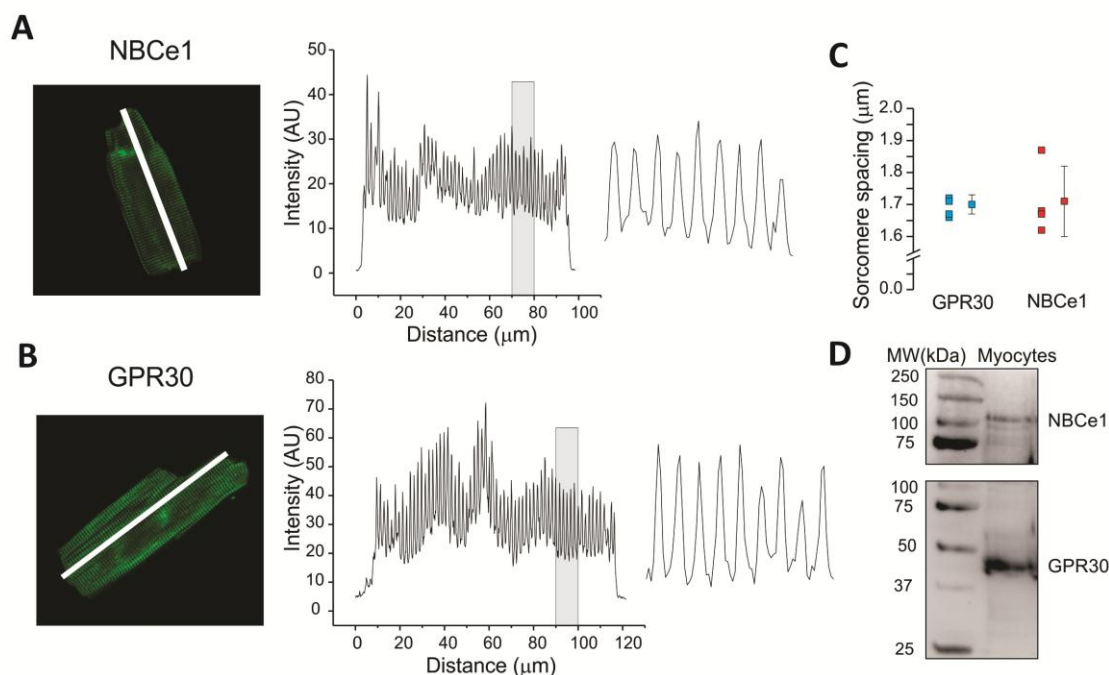 A
NBCe1
50
40
30
20
10
0
Intensity (AU)
0 20 40 60 80 100
Distance (μm)
B
GPR30
80
70
60
50
40
30
20
10
0
Intensity (AU)
0 20 40 60 80 100 120
Distance (μm)
C
2.0
1.9
1.8
1.7
1.6
0.0
Sorcomere spacing (μm)
GPR30 NBCe1
D
MW(kDa) Myocytes
250
150
100
75
NBCe1
100
75
50
37
25
GPR30